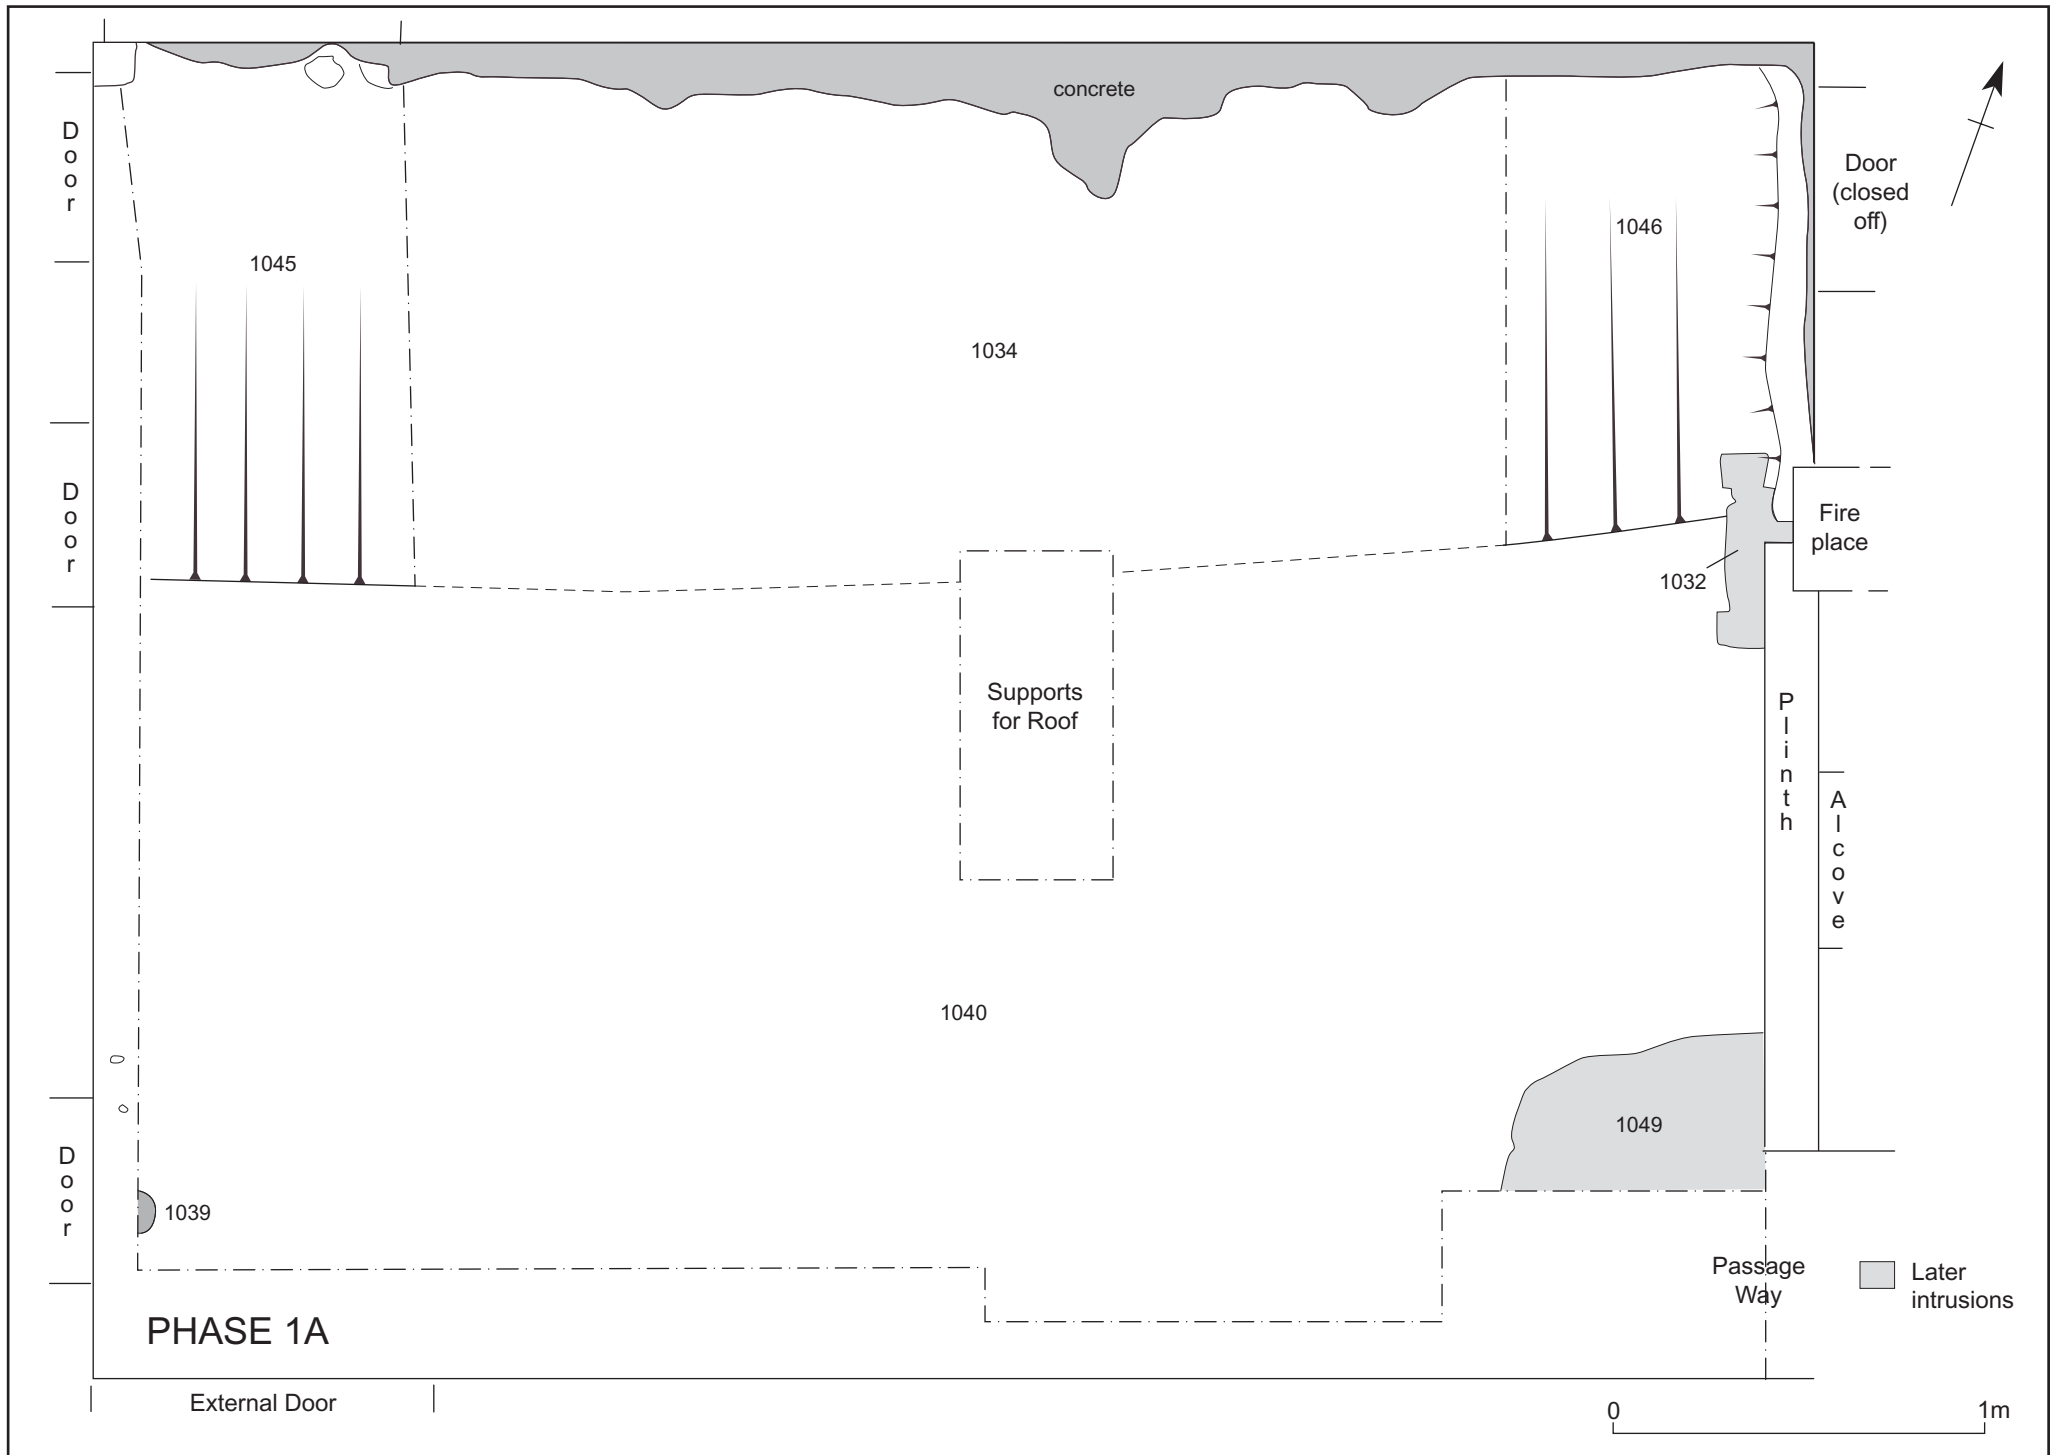 concrete
Door
Door
(closed
off)
1046
1045
1034
Door
Fire
place
1032
Supports
for Roof
Plinth
Alcove
1040
1049
Door
1039
Passage
Way
Later
intrusions
PHASE 1A
External Door
0 1m